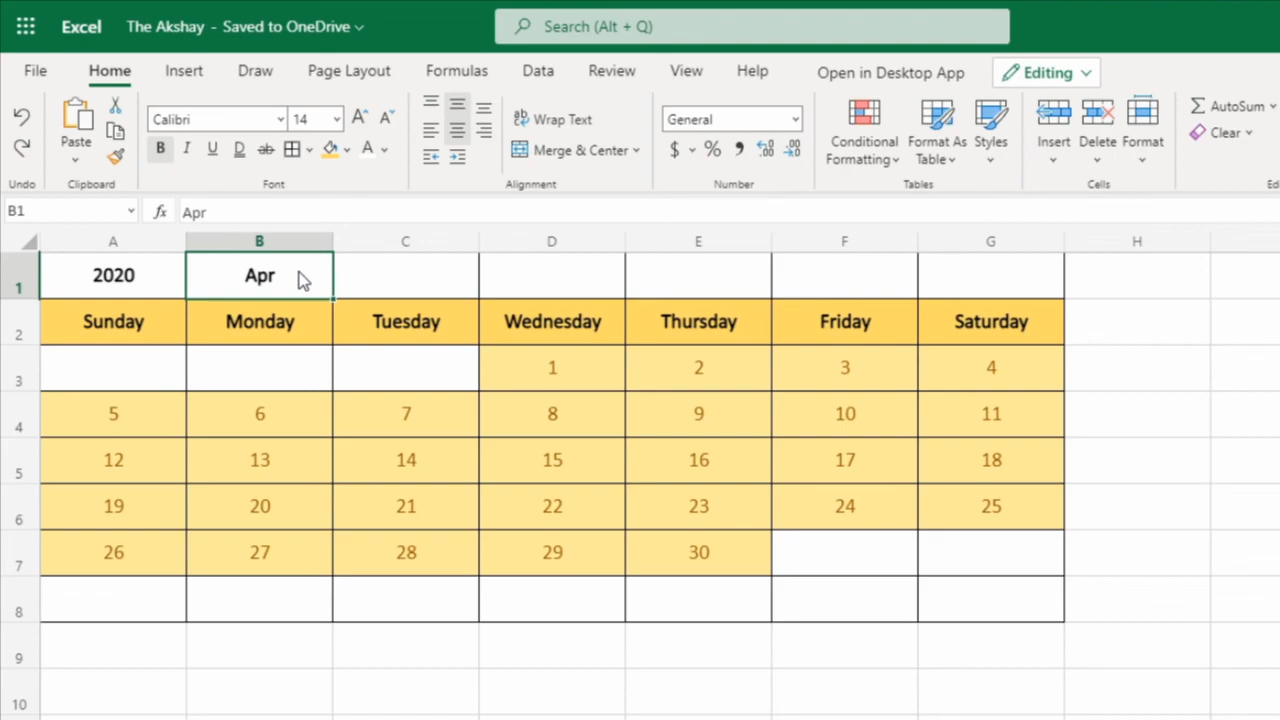 Excel The Akshay - Saved to OneDrive Search (Alt + Q)
File Home Insert Draw Page Layout Formulas Data Review View Help Open in Desktop App Editing
Paste Calibri 14 Wrap Text General Conditional Formatting Format As Table Styles Insert Delete Format AutoSum
B I U D ab A Merge & Center $ % Clear
Undo Clipboard Font Alignment Number Tables Cells
B1 fx Apr
A B C D E F G H
1 2020 Apr
2 Sunday Monday Tuesday Wednesday Thursday Friday Saturday
3 1 2 3 4
4 5 6 7 8 9 10 11
5 12 13 14 15 16 17 18
6 19 20 21 22 23 24 25
7 26 27 28 29 30
8
9
10